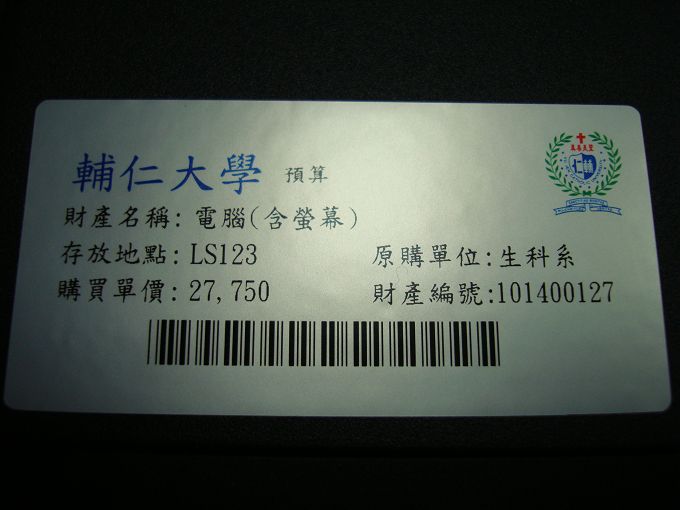 輔仁大學 預算
財產名稱: 電腦(含螢幕)
存放地點: LS123 原購單位:生科系
購買單價: 27,750 財產編號:101400127